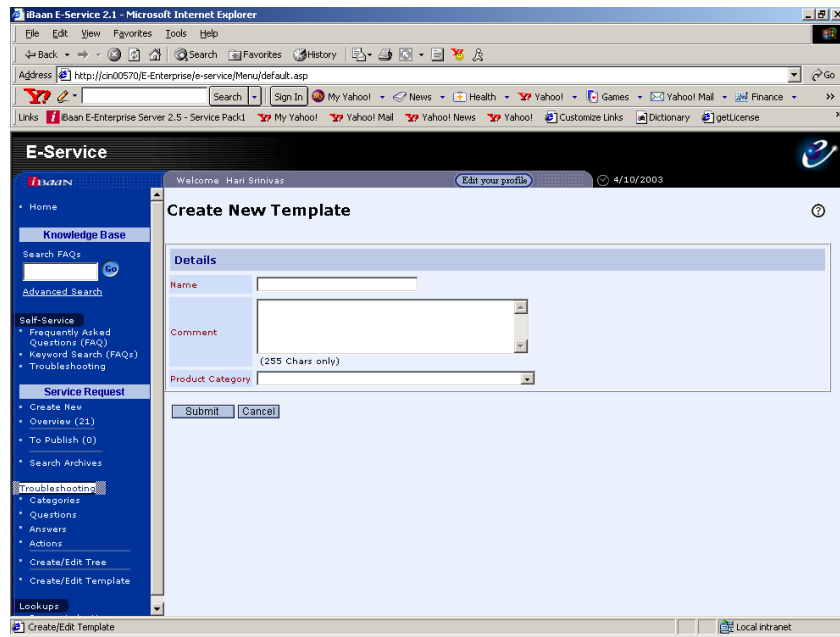 iBaan E-Service 2.1 - Microsoft Internet Explorer
File Edit View Favorites Tools Help
Back Search Favorites History
Address http://cin00570/E-Enterprise/e-service/Menu/default.asp Go
Y! Search Sign In My Yahoo! News Health Yahoo! Games Yahoo! Mail Finance »
Links iBaan E-Enterprise Server 2.5 - Service Pack1 My Yahoo! Yahoo! Mail Yahoo! News Yahoo! Customize Links Dictionary getLicense
E-Service
iBaan Welcome Hari Srinivas Edit your profile 4/10/2003
Home
Knowledge Base
Search FAQs
Go
Advanced Search
Self-Service
Frequently Asked
Questions (FAQ)
Keyword Search (FAQs)
Troubleshooting
Service Request
Create New
Overview (21)
To Publish (0)
Search Archives
Troubleshooting
Categories
Questions
Answers
Actions
Create/Edit Tree
Create/Edit Template
Lookups
Create New Template
Details
Name
Comment
(255 Chars only)
Product Category
Submit Cancel
Create/Edit Template Local intranet